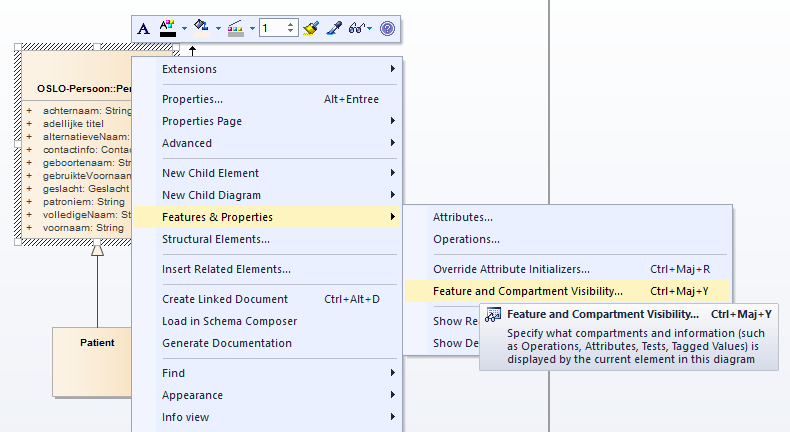 A
1
OSLO-Persoon::Per
+ achternaam: String
+ adellijke titel
+ alternatieveNaam:
+ contactinfo: Contac
+ geboortenaam: Str
+ gebruikteVoornaam
+ geslacht: Geslacht
+ patroniem: String
+ volledigeNaam: St
+ voornaam: String
Patient
Extensions
Properties... Alt+Entree
Properties Page
Advanced
New Child Element
New Child Diagram
Features & Properties
Structural Elements...
Insert Related Elements...
Create Linked Document Ctrl+Alt+D
Load in Schema Composer
Generate Documentation
Find
Appearance
Info view
Attributes...
Operations...
Override Attribute Initializers... Ctrl+Maj+R
Feature and Compartment Visibility... Ctrl+Maj+Y
Show Re
Show De
Feature and Compartment Visibility... Ctrl+Maj+Y
Specify what compartments and information (such
as Operations, Attributes, Tests, Tagged Values) is
displayed by the current element in this diagram